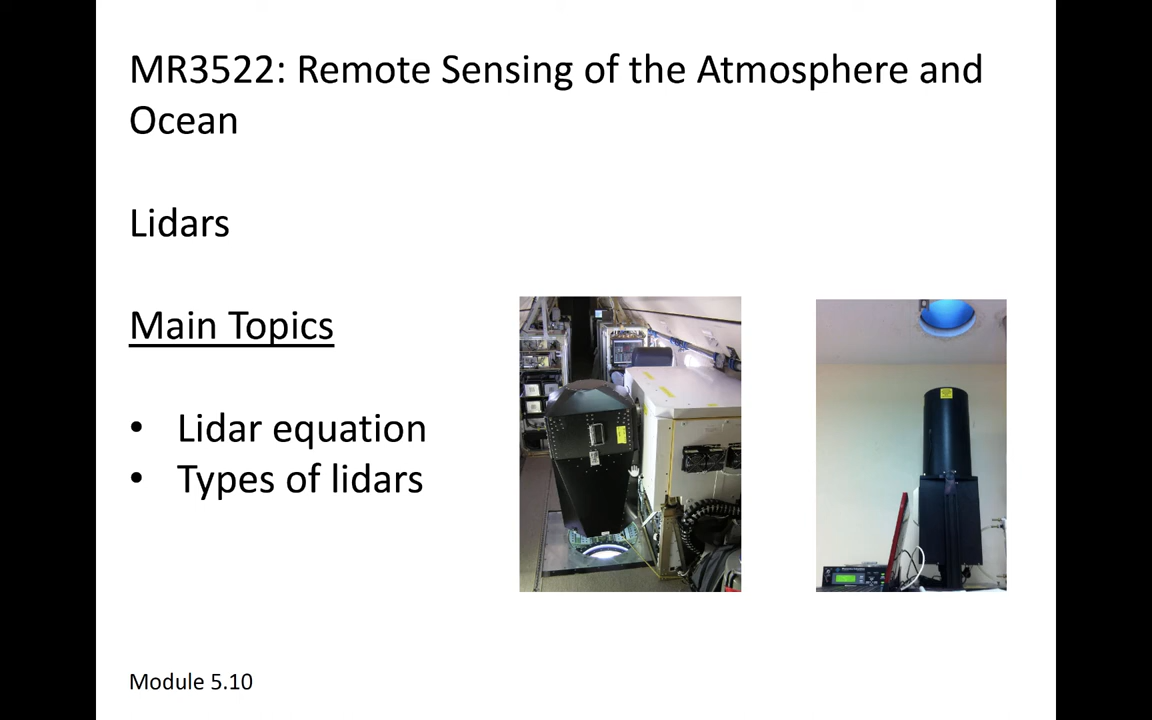 MR3522: Remote Sensing of the Atmosphere and
Ocean
Lidars
Main Topics
• Lidar equation
• Types of lidars
Module 5.10